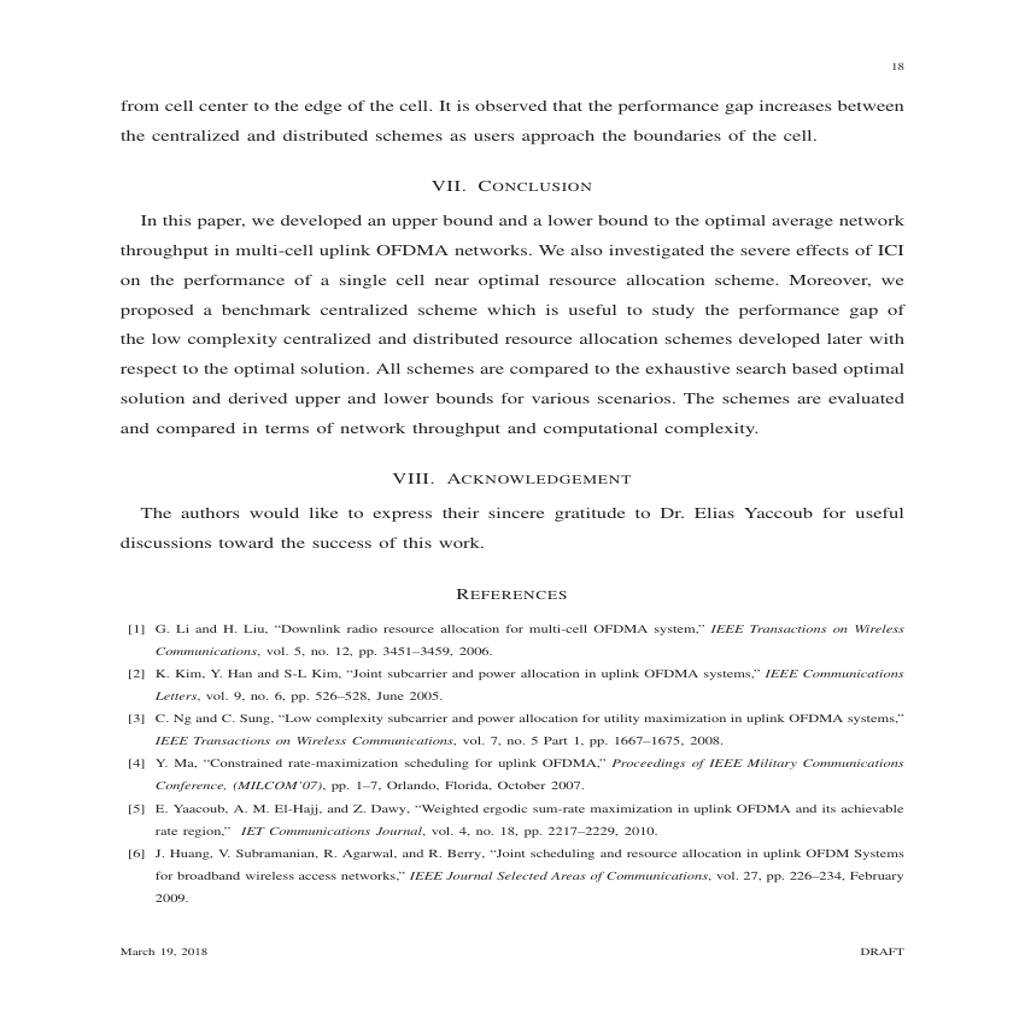 18
from cell center to the edge of the cell. It is observed that the performance gap increases between
the centralized and distributed schemes as users approach the boundaries of the cell.
VII. CONCLUSION
In this paper, we developed an upper bound and a lower bound to the optimal average network
throughput in multi-cell uplink OFDMA networks. We also investigated the severe effects of ICI
on the performance of a single cell near optimal resource allocation scheme. Moreover, we
proposed a benchmark centralized scheme which is useful to study the performance gap of
the low complexity centralized and distributed resource allocation schemes developed later with
respect to the optimal solution. All schemes are compared to the exhaustive search based optimal
solution and derived upper and lower bounds for various scenarios. The schemes are evaluated
and compared in terms of network throughput and computational complexity.
VIII. ACKNOWLEDGEMENT
The authors would like to express their sincere gratitude to Dr. Elias Yaccoub for useful
discussions toward the success of this work.
REFERENCES
[1] G. Li and H. Liu, “Downlink radio resource allocation for multi-cell OFDMA system,” IEEE Transactions on Wireless
Communications, vol. 5, no. 12, pp. 3451–3459, 2006.
[2] K. Kim, Y. Han and S-L Kim, “Joint subcarrier and power allocation in uplink OFDMA systems,” IEEE Communications
Letters, vol. 9, no. 6, pp. 526–528, June 2005.
[3] C. Ng and C. Sung, “Low complexity subcarrier and power allocation for utility maximization in uplink OFDMA systems,”
IEEE Transactions on Wireless Communications, vol. 7, no. 5 Part 1, pp. 1667–1675, 2008.
[4] Y. Ma, “Constrained rate-maximization scheduling for uplink OFDMA,” Proceedings of IEEE Military Communications
Conference, (MILCOM’07), pp. 1–7, Orlando, Florida, October 2007.
[5] E. Yaacoub, A. M. El-Hajj, and Z. Dawy, “Weighted ergodic sum-rate maximization in uplink OFDMA and its achievable
rate region,” IET Communications Journal, vol. 4, no. 18, pp. 2217–2229, 2010.
[6] J. Huang, V. Subramanian, R. Agarwal, and R. Berry, “Joint scheduling and resource allocation in uplink OFDM Systems
for broadband wireless access networks,” IEEE Journal Selected Areas of Communications, vol. 27, pp. 226–234, February
2009.
March 19, 2018 DRAFT